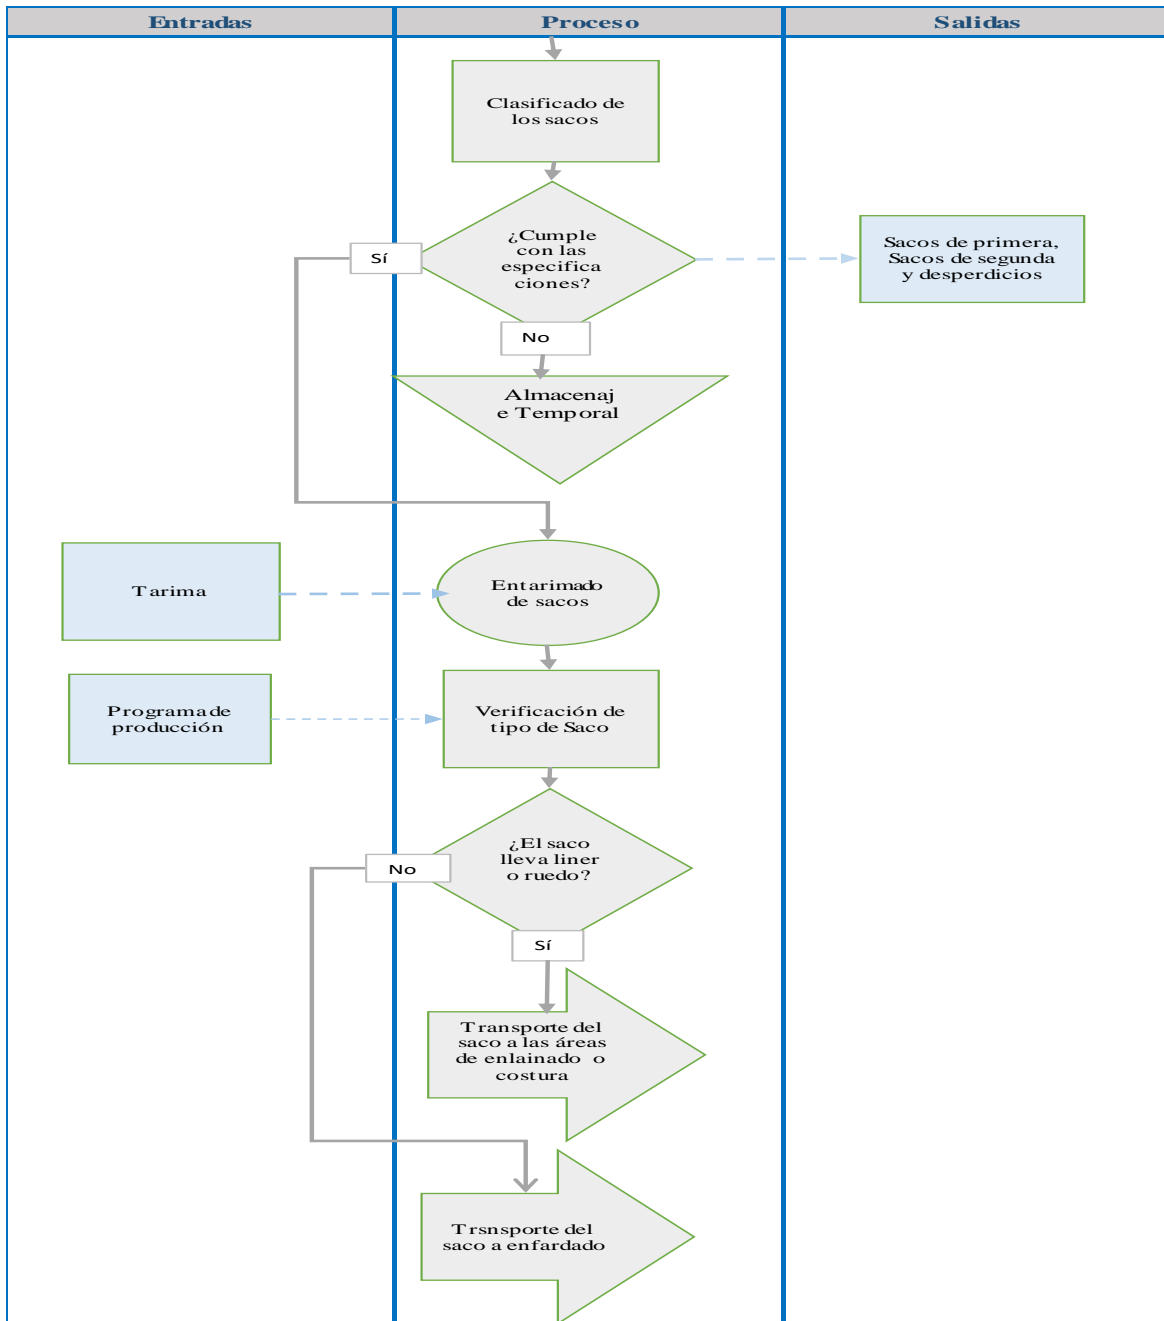 Entradas
Proceso
Salidas
Clasificado de
los sacos
¿Cumple
con las
especifica
ciones?
Sí
Sacos de primera,
Sacos de segunda
y desperdicios
No
Almacenaj
e Temporal
Tarima
Entarimado
de sacos
Programa de
producción
Verificación de
tipo de Saco
¿El saco
lleva liner
o ruedo?
No
Sí
Transporte del
saco a las áreas
de enlainado o
costura
Trsnsporte del
saco a enfardado